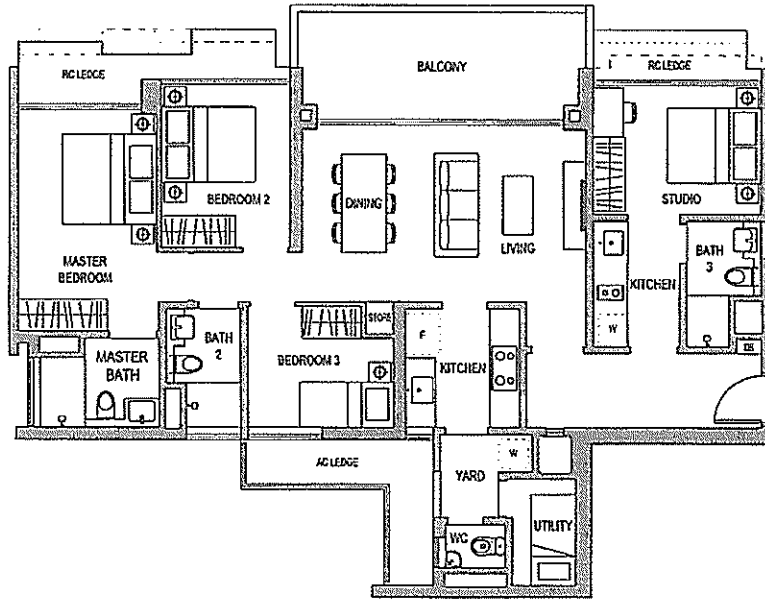 RC LEDGE
BALCONY
RC LEDGE
BEDROOM 2
DINING
LIVING
STUDIO
MASTER
BEDROOM
BATH
3
KITCHEN
W
STORE
F
BATH
2
MASTER
BATH
BEDROOM 3
KITCHEN
DB
AC LEDGE
YARD
W
UTILITY
WC